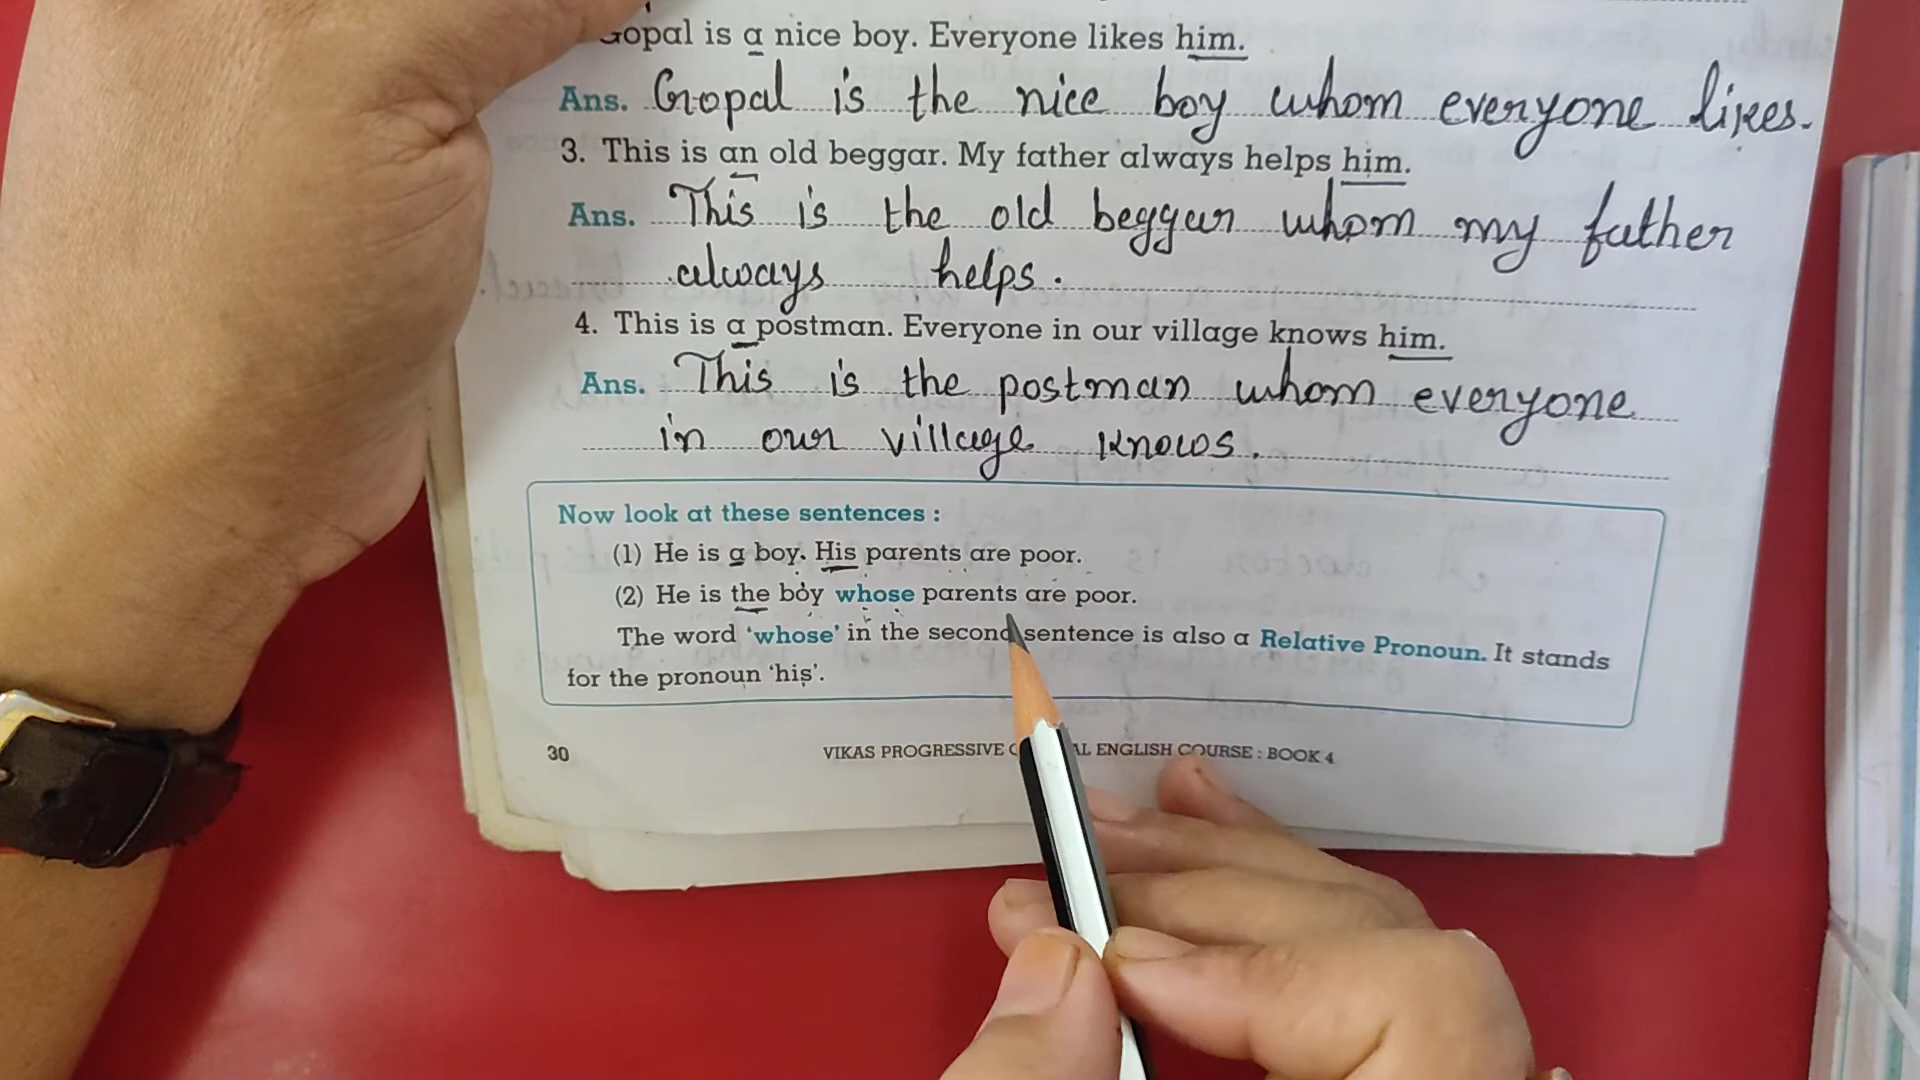 Gopal is a nice boy. Everyone likes him.
Ans. Gopal is the nice boy whom everyone likes.
3. This is an old beggar. My father always helps him.
Ans. This is the old beggar whom my father
always helps.
4. This is a postman. Everyone in our village knows him.
Ans. This is the postman whom everyone
in our village knows.
Now look at these sentences :
(1) He is a boy. His parents are poor.
(2) He is the boy whose parents are poor.
The word ‘whose’ in the second sentence is also a Relative Pronoun. It stands
for the pronoun ‘his’.
30 VIKAS PROGRESSIVE ENGLISH COURSE : BOOK 4